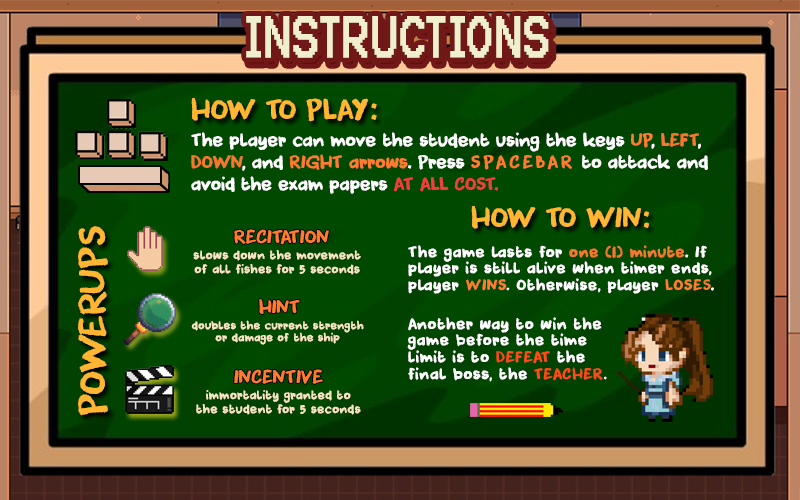 INSTRUCTIONS
HOW TO PLAY:
The player can move the student using the keys UP, LEFT,
DOWN, and RIGHT arrows. Press SPACEBAR to attack and
avoid the exam papers AT ALL COST.
POWERUPS
RECITATION
slows down the movement
of all fishes for 5 seconds
HINT
doubles the current strength
or damage of the ship
INCENTIVE
immortality granted to
the student for 5 seconds
HOW TO WIN:
The game lasts for one (1) minute. If
player is still alive when timer ends,
player WINS. Otherwise, player LOSES.
Another way to win the
game before the time
limit is to DEFEAT the
final boss, the TEACHER.